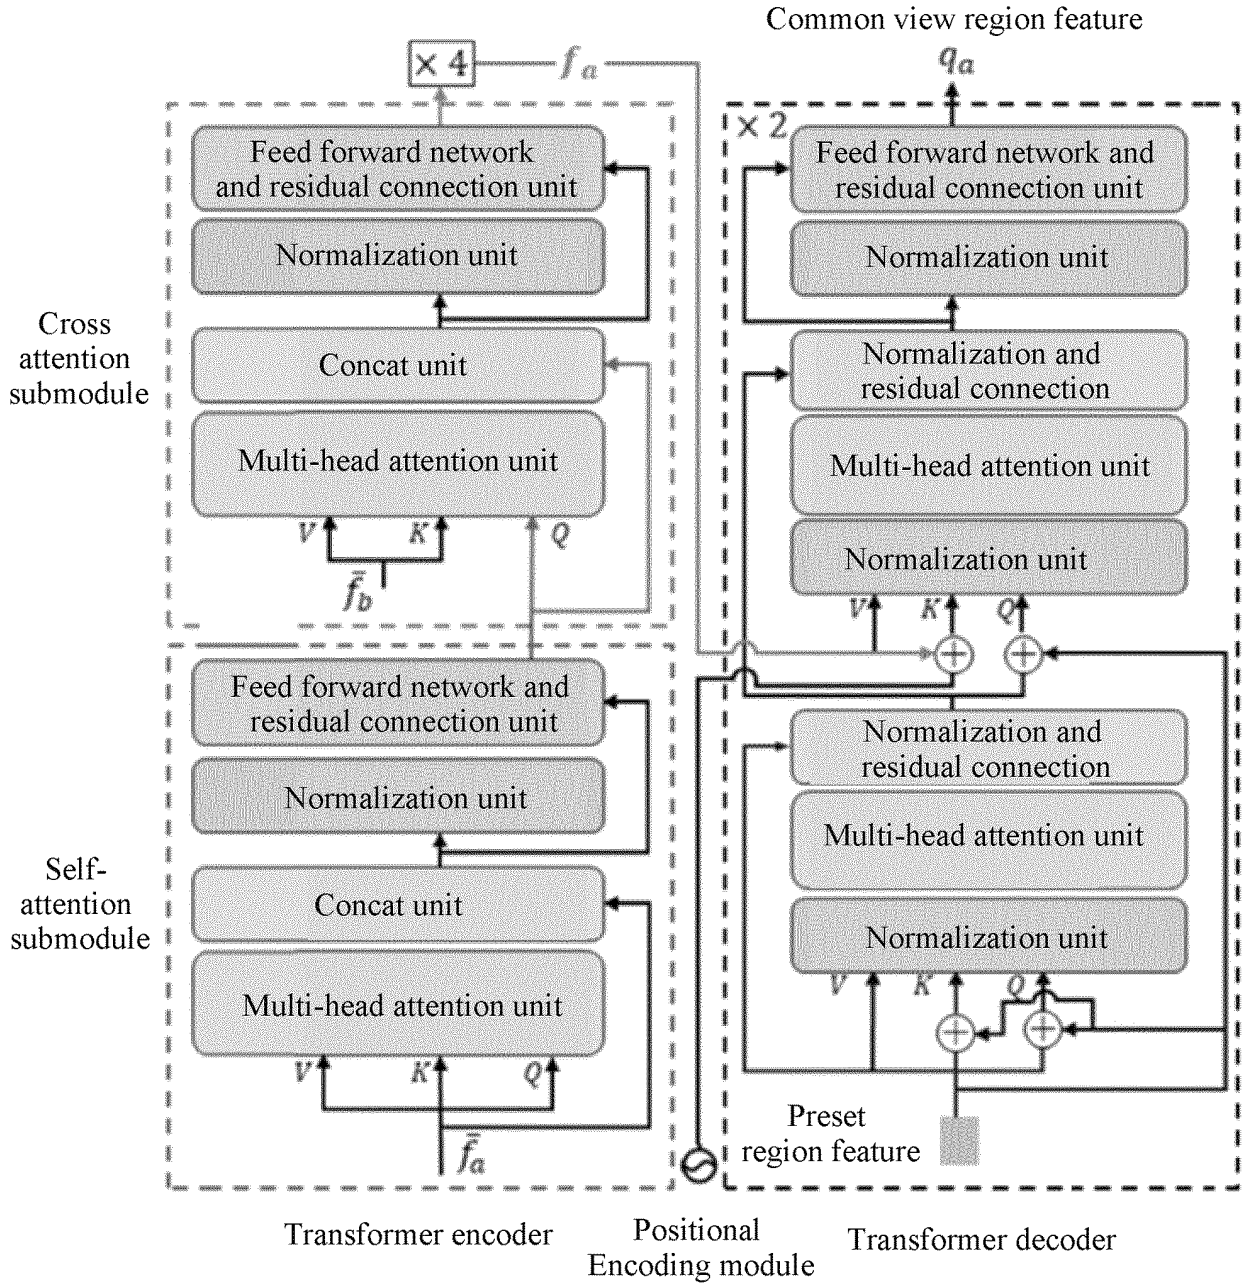 Common view region feature
× 4
f_a
q_a
× 2
Cross
attention
submodule
Feed forward network
and residual connection unit
Normalization unit
Concat unit
Multi-head attention unit
V K Q
f̄_b
Self-
attention
submodule
Feed forward network and
residual connection unit
Normalization unit
Concat unit
Multi-head attention unit
V K Q
f̄_a
Transformer encoder
Positional
Encoding module
Feed forward network and
residual connection unit
Normalization unit
Normalization and
residual connection
Multi-head attention unit
Normalization unit
V K Q
Normalization and
residual connection
Multi-head attention unit
Normalization unit
V K Q
Preset
region feature
Transformer decoder